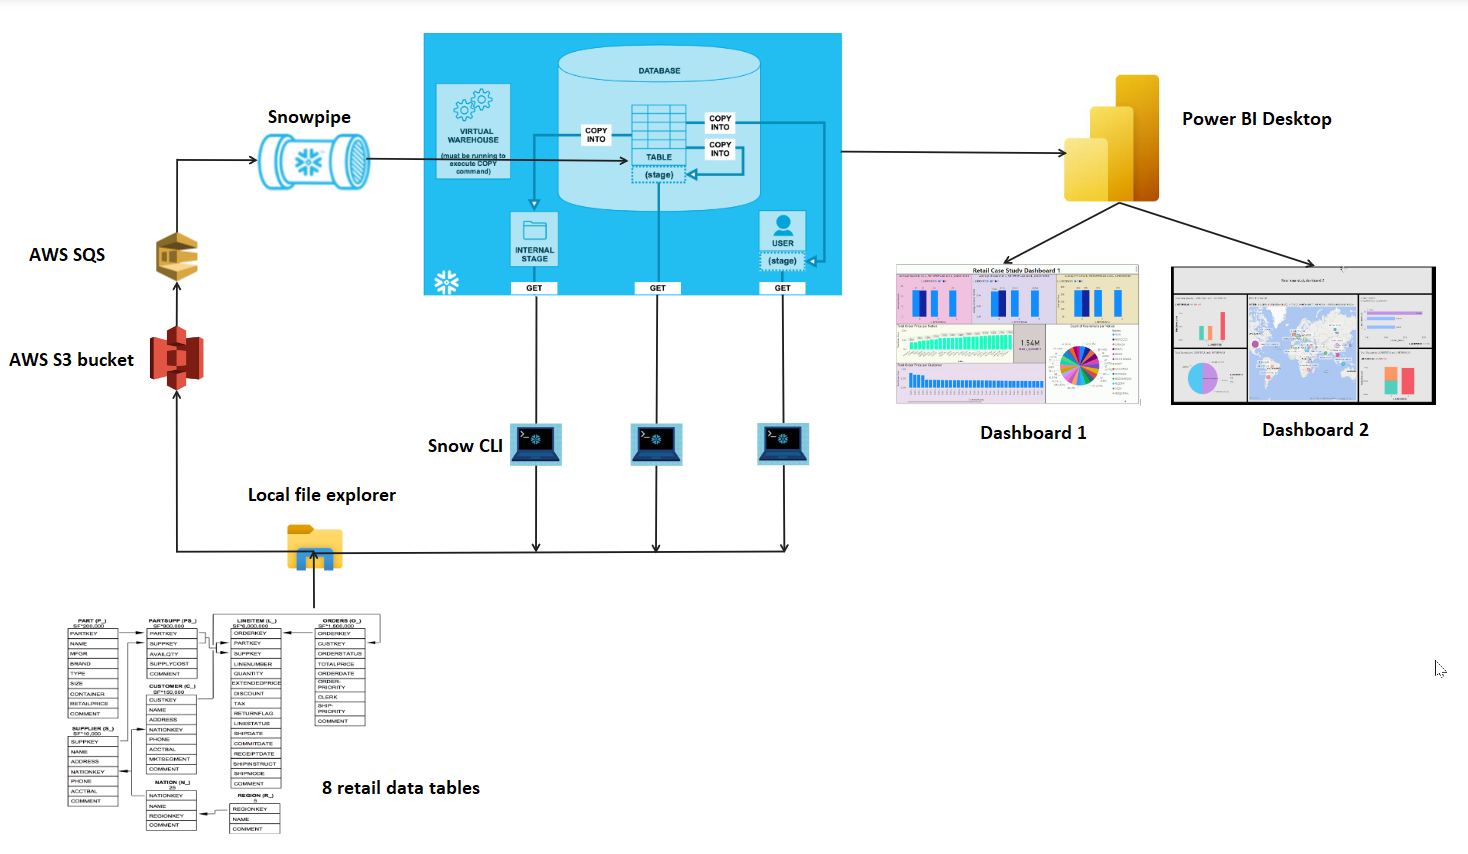 Snowpipe
AWS SQS
AWS S3 bucket
DATABASE
VIRTUAL
WAREHOUSE
(must be running to
execute COPY
command)
COPY
INTO
COPY
INTO
COPY
INTO
TABLE
(stage)
INTERNAL
STAGE
USER
(stage)
GET
GET
GET
Power BI Desktop
Retail Case Study Dashboard 1
1.54M
Dashboard 1
Dashboard 2
Snow CLI
Local file explorer
PART (P_)
SF*200,000
PARTKEY
NAME
MFGR
BRAND
TYPE
SIZE
CONTAINER
RETAILPRICE
COMMENT
SUPPLIER (S_)
SF*10,000
SUPPKEY
NAME
ADDRESS
NATIONKEY
PHONE
ACCTBAL
COMMENT
PARTSUPP (PS_)
SF*800,000
PARTKEY
SUPPKEY
AVAILQTY
SUPPLYCOST
COMMENT
CUSTOMER (C_)
SF*150,000
CUSTKEY
NAME
ADDRESS
NATIONKEY
PHONE
ACCTBAL
MKTSEGMENT
COMMENT
NATION (N_)
25
NATIONKEY
NAME
REGIONKEY
COMMENT
LINEITEM (L_)
SF*6,000,000
ORDERKEY
PARTKEY
SUPPKEY
LINENUMBER
QUANTITY
EXTENDEDPRICE
DISCOUNT
TAX
RETURNFLAG
LINESTATUS
SHIPDATE
COMMITDATE
RECEIPTDATE
SHIPINSTRUCT
SHIPMODE
COMMENT
REGION (R_)
5
REGIONKEY
NAME
COMMENT
ORDERS (O_)
SF*1,500,000
ORDERKEY
CUSTKEY
ORDERSTATUS
TOTALPRICE
ORDERDATE
ORDER-
PRIORITY
CLERK
SHIP-
PRIORITY
COMMENT
8 retail data tables